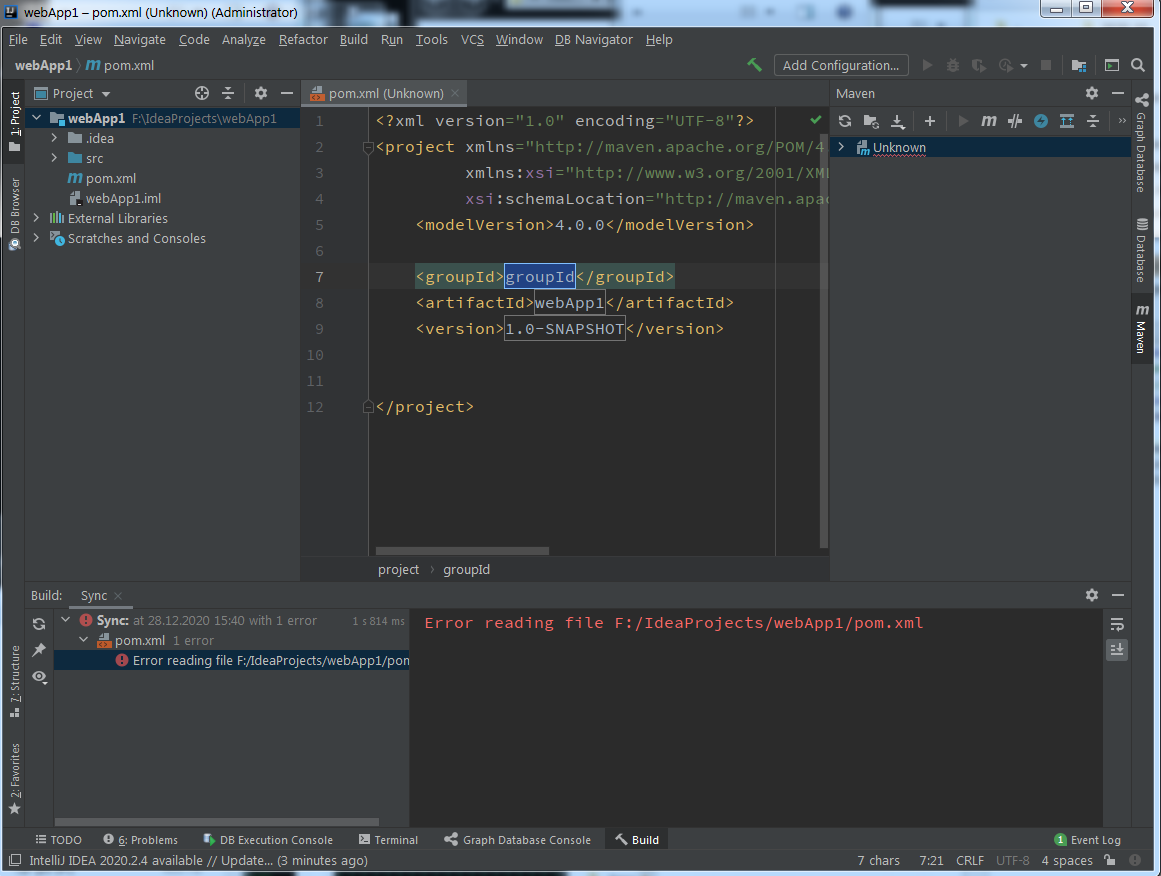 webApp1 – pom.xml (Unknown) (Administrator)
File Edit View Navigate Code Analyze Refactor Build Run Tools VCS Window DB Navigator Help
webApp1 pom.xml
Add Configuration...
1: Project
DB Browser
7: Structure
2: Favorites
Project
webApp1 F:\IdeaProjects\webApp1
.idea
src
pom.xml
webApp1.iml
External Libraries
Scratches and Consoles
pom.xml (Unknown)
1 <?xml version="1.0" encoding="UTF-8"?>
2 <project xmlns="http://maven.apache.org/POM/4
3 xmlns:xsi="http://www.w3.org/2001/XML
4 xsi:schemaLocation="http://maven.apac
5 <modelVersion>4.0.0</modelVersion>
6
7 <groupId>groupId</groupId>
8 <artifactId>webApp1</artifactId>
9 <version>1.0-SNAPSHOT</version>
10
11
12 </project>
project groupId
Maven
Unknown
Graph Database
Database
Maven
Build: Sync
Sync: at 28.12.2020 15:40 with 1 error 1 s 814 ms
pom.xml 1 error
Error reading file F:/IdeaProjects/webApp1/pon
Error reading file F:/IdeaProjects/webApp1/pom.xml
TODO 6: Problems DB Execution Console Terminal Graph Database Console Build 1 Event Log
IntelliJ IDEA 2020.2.4 available // Update... (3 minutes ago) 7 chars 7:21 CRLF UTF-8 4 spaces